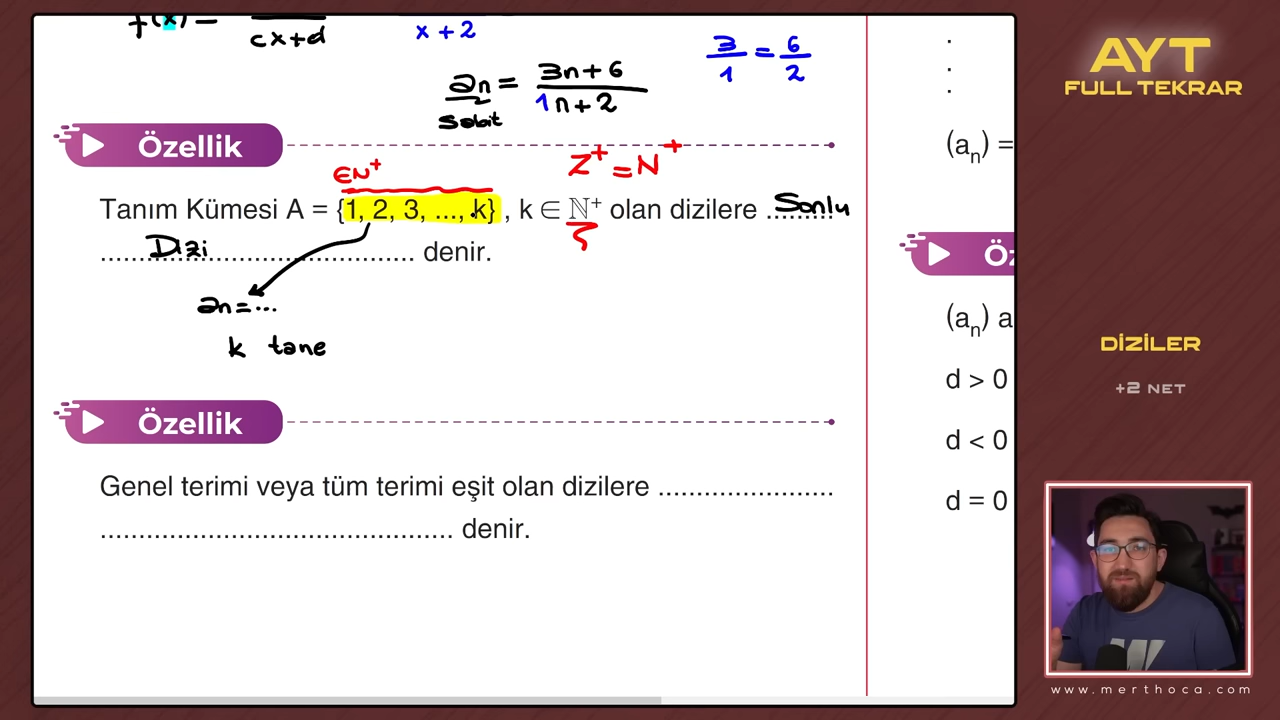 f(x) =
cx+d
x + 2
3/1 = 6/2
an = 3n+6 / 1n+2
Sabit
Özellik
∈N⁺
Z⁺ = N⁺
Tanım Kümesi A = {1, 2, 3, ..., k} , k ∈ ℕ⁺ olan dizilere Sonlu
Dizi denir.
an = ...
k tane
Özellik
Genel terimi veya tüm terimi eşit olan dizilere ......................
.............................................. denir.
.
.
.
(aₙ) =
Öz
(aₙ) a
d > 0
d < 0
d = 0
AYT
FULL TEKRAR
DİZİLER
+2 NET
www.merthoca.com